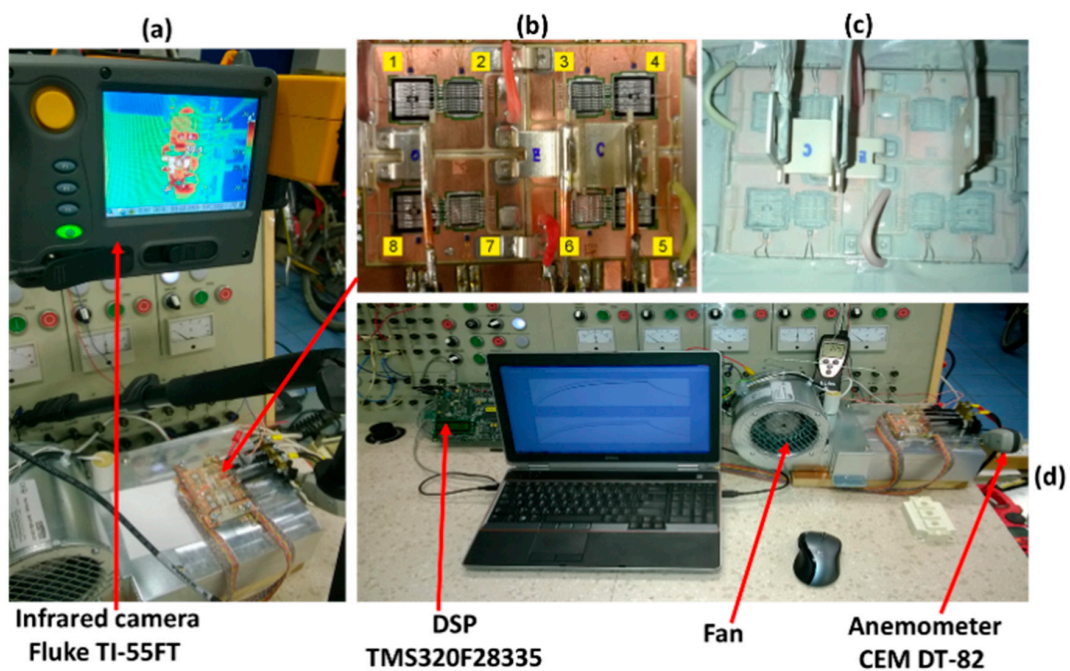 (a)
(b)
(c)
1
2
3
4
C
C
8
7
6
5
(d)
Infrared camera
Fluke TI-55FT
DSP
TMS320F28335
Fan
Anemometer
CEM DT-82